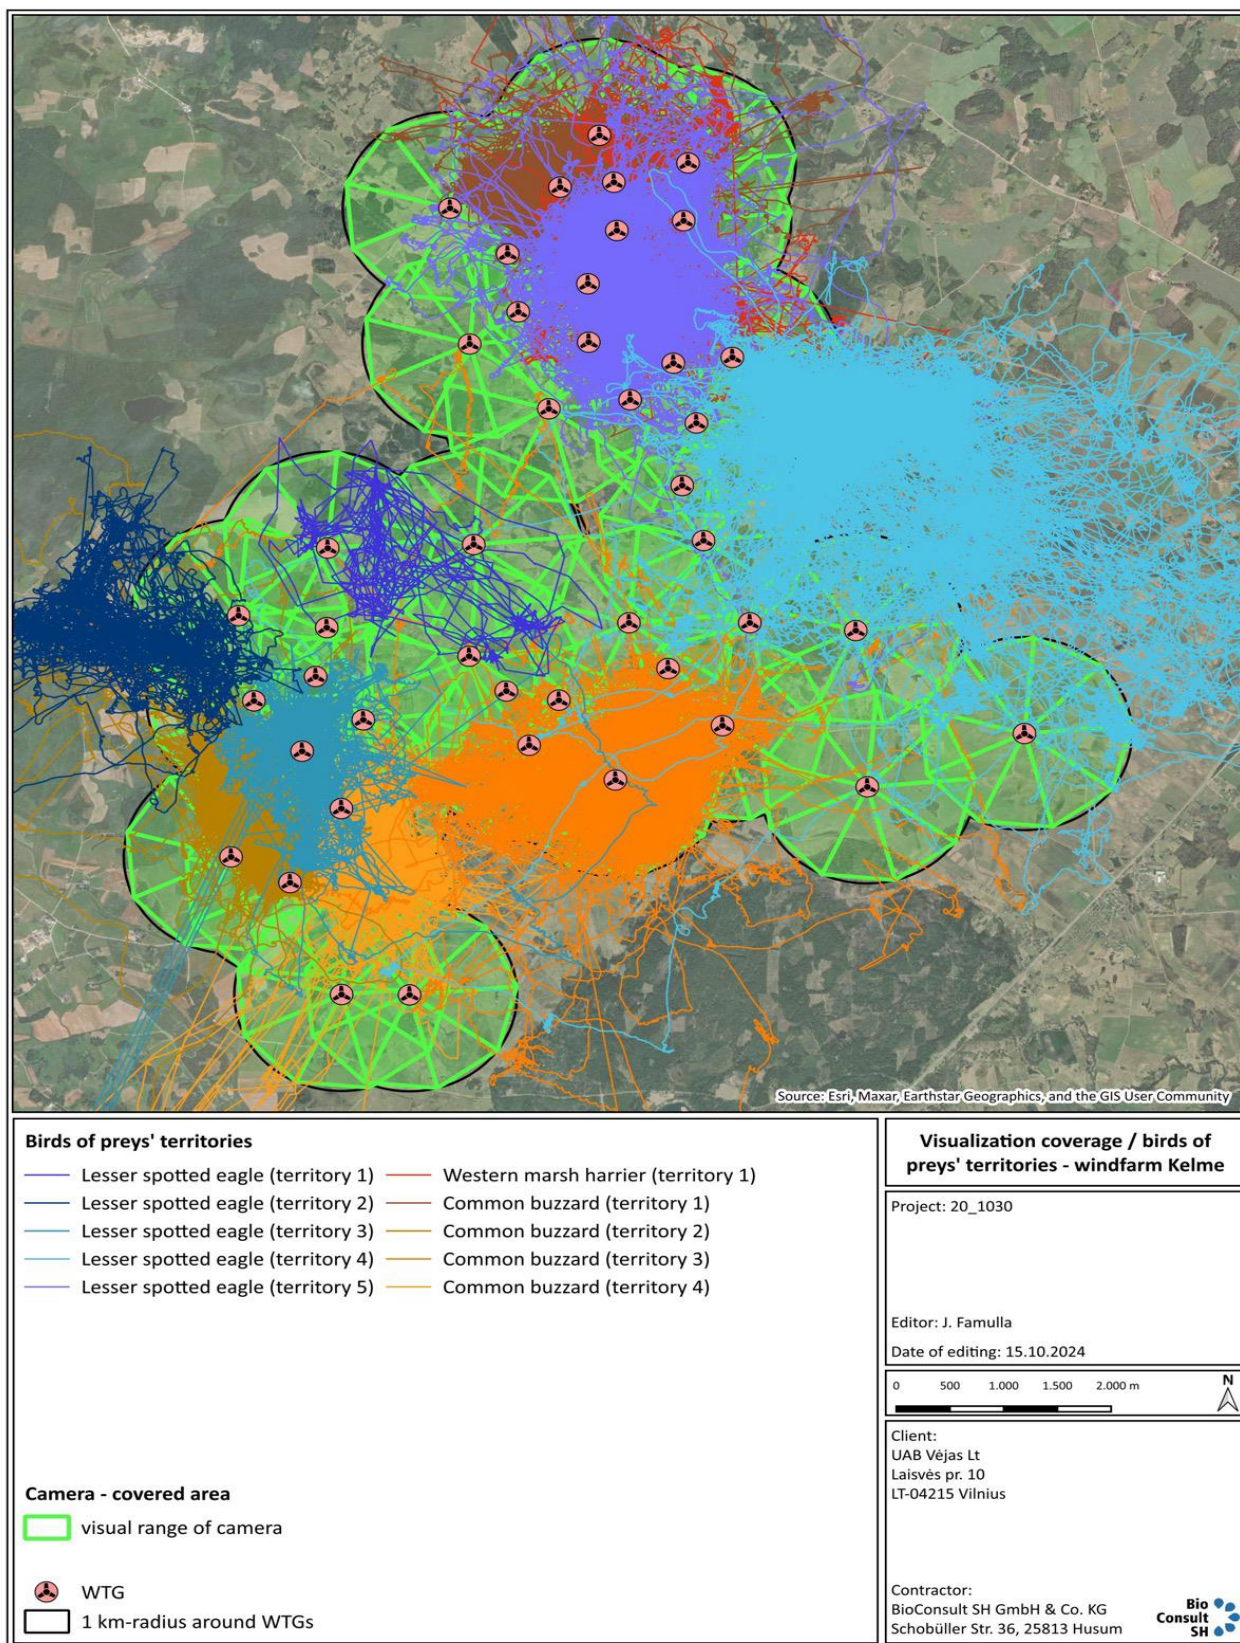 Source: Esri, Maxar, Earthstar Geographics, and the GIS User Community
Birds of preys' territories
Lesser spotted eagle (territory 1)
Lesser spotted eagle (territory 2)
Lesser spotted eagle (territory 3)
Lesser spotted eagle (territory 4)
Lesser spotted eagle (territory 5)
Western marsh harrier (territory 1)
Common buzzard (territory 1)
Common buzzard (territory 2)
Common buzzard (territory 3)
Common buzzard (territory 4)
Camera - covered area
visual range of camera
WTG
1 km-radius around WTGs
Visualization coverage / birds of
preys' territories - windfarm Kelme
Project: 20_1030
Editor: J. Famulla
Date of editing: 15.10.2024
0 500 1.000 1.500 2.000 m
N
Client:
UAB Vėjas Lt
Laisvės pr. 10
LT-04215 Vilnius
Contractor:
BioConsult SH GmbH & Co. KG
Schobüller Str. 36, 25813 Husum
Bio
Consult
SH